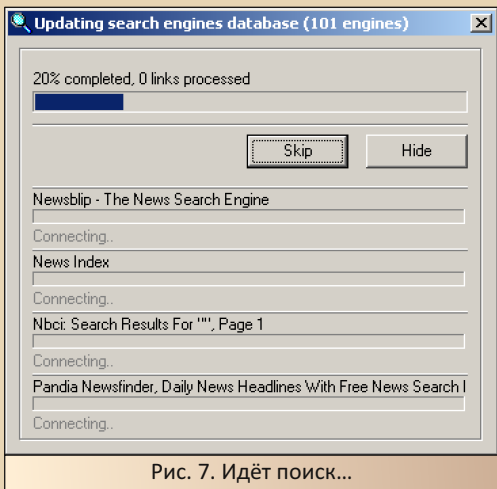 Updating search engines database (101 engines)
20% completed, 0 links processed
Skip
Hide
Newsblip - The News Search Engine
Connecting..
News Index
Connecting..
Nbci: Search Results For """, Page 1
Connecting..
Pandia Newsfinder, Daily News Headlines With Free News Search
Connecting..
Рис. 7. Идёт поиск…